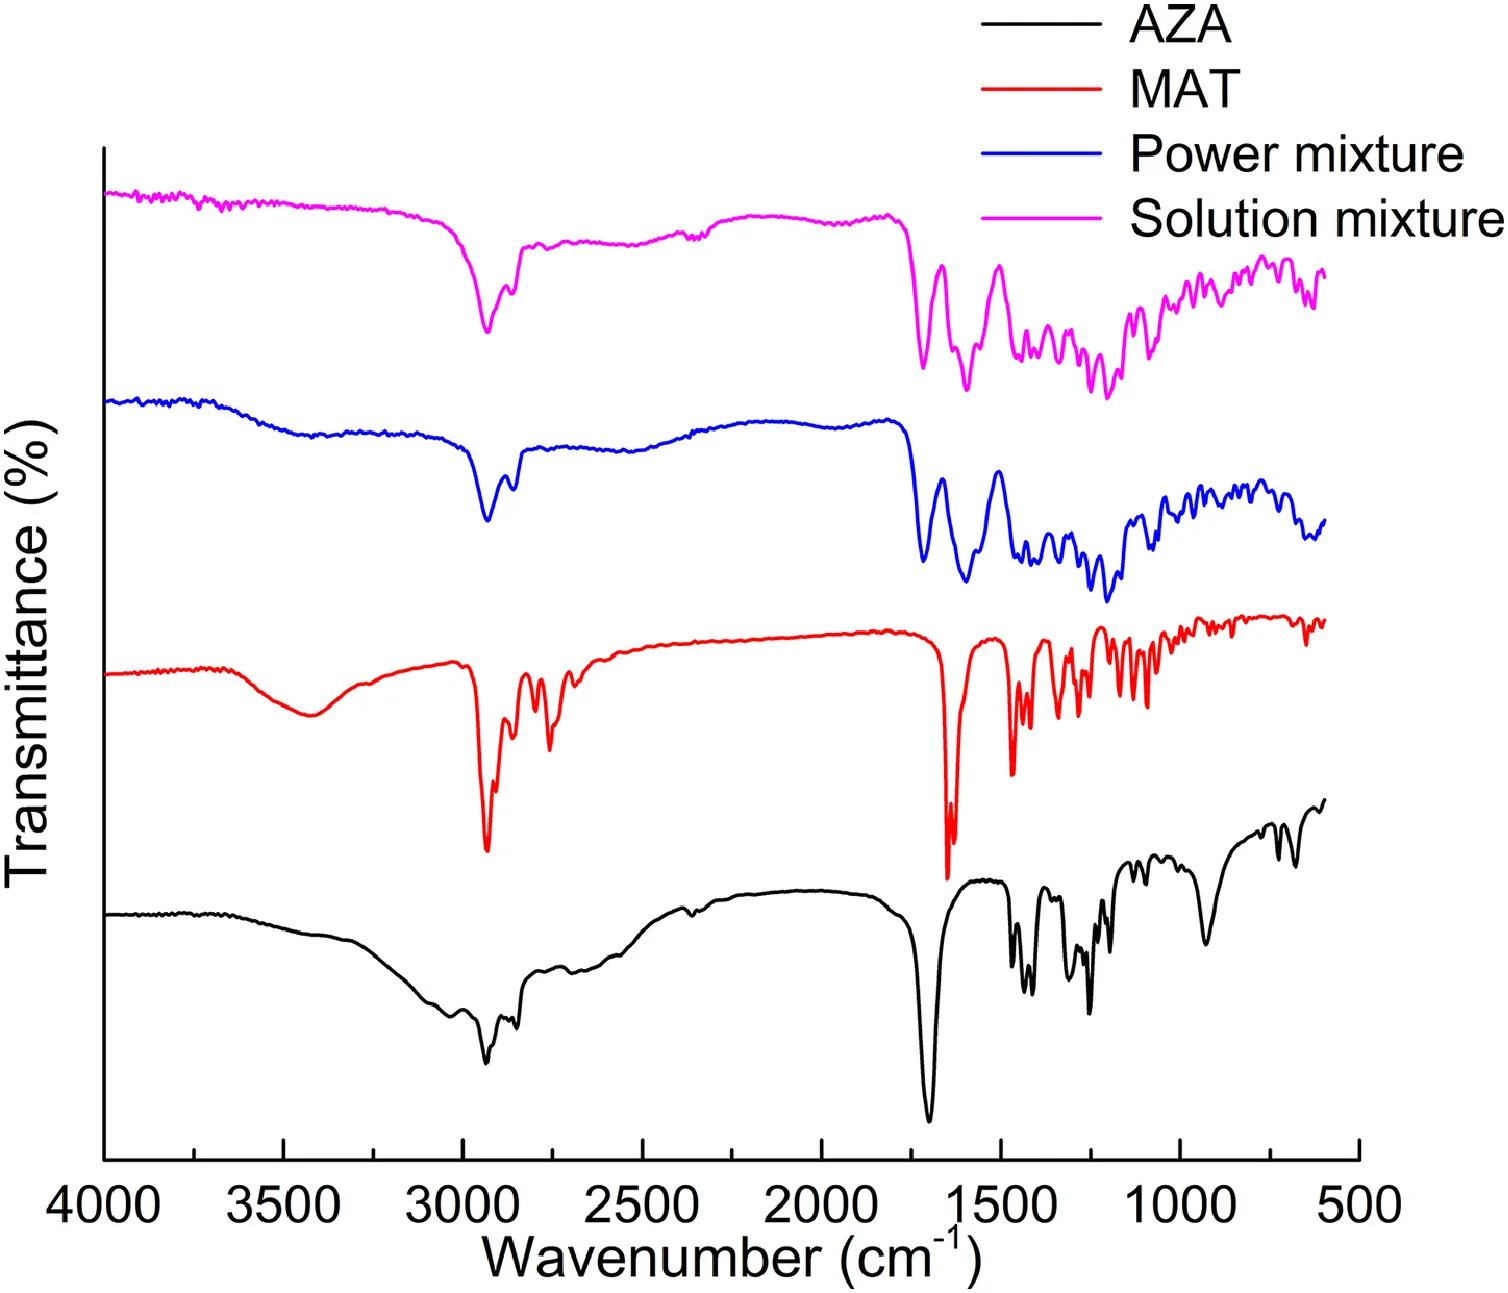 AZA
MAT
Power mixture
Solution mixture
Transmittance (%)
4000 3500 3000 2500 2000 1500 1000 500
Wavenumber (cm⁻¹)